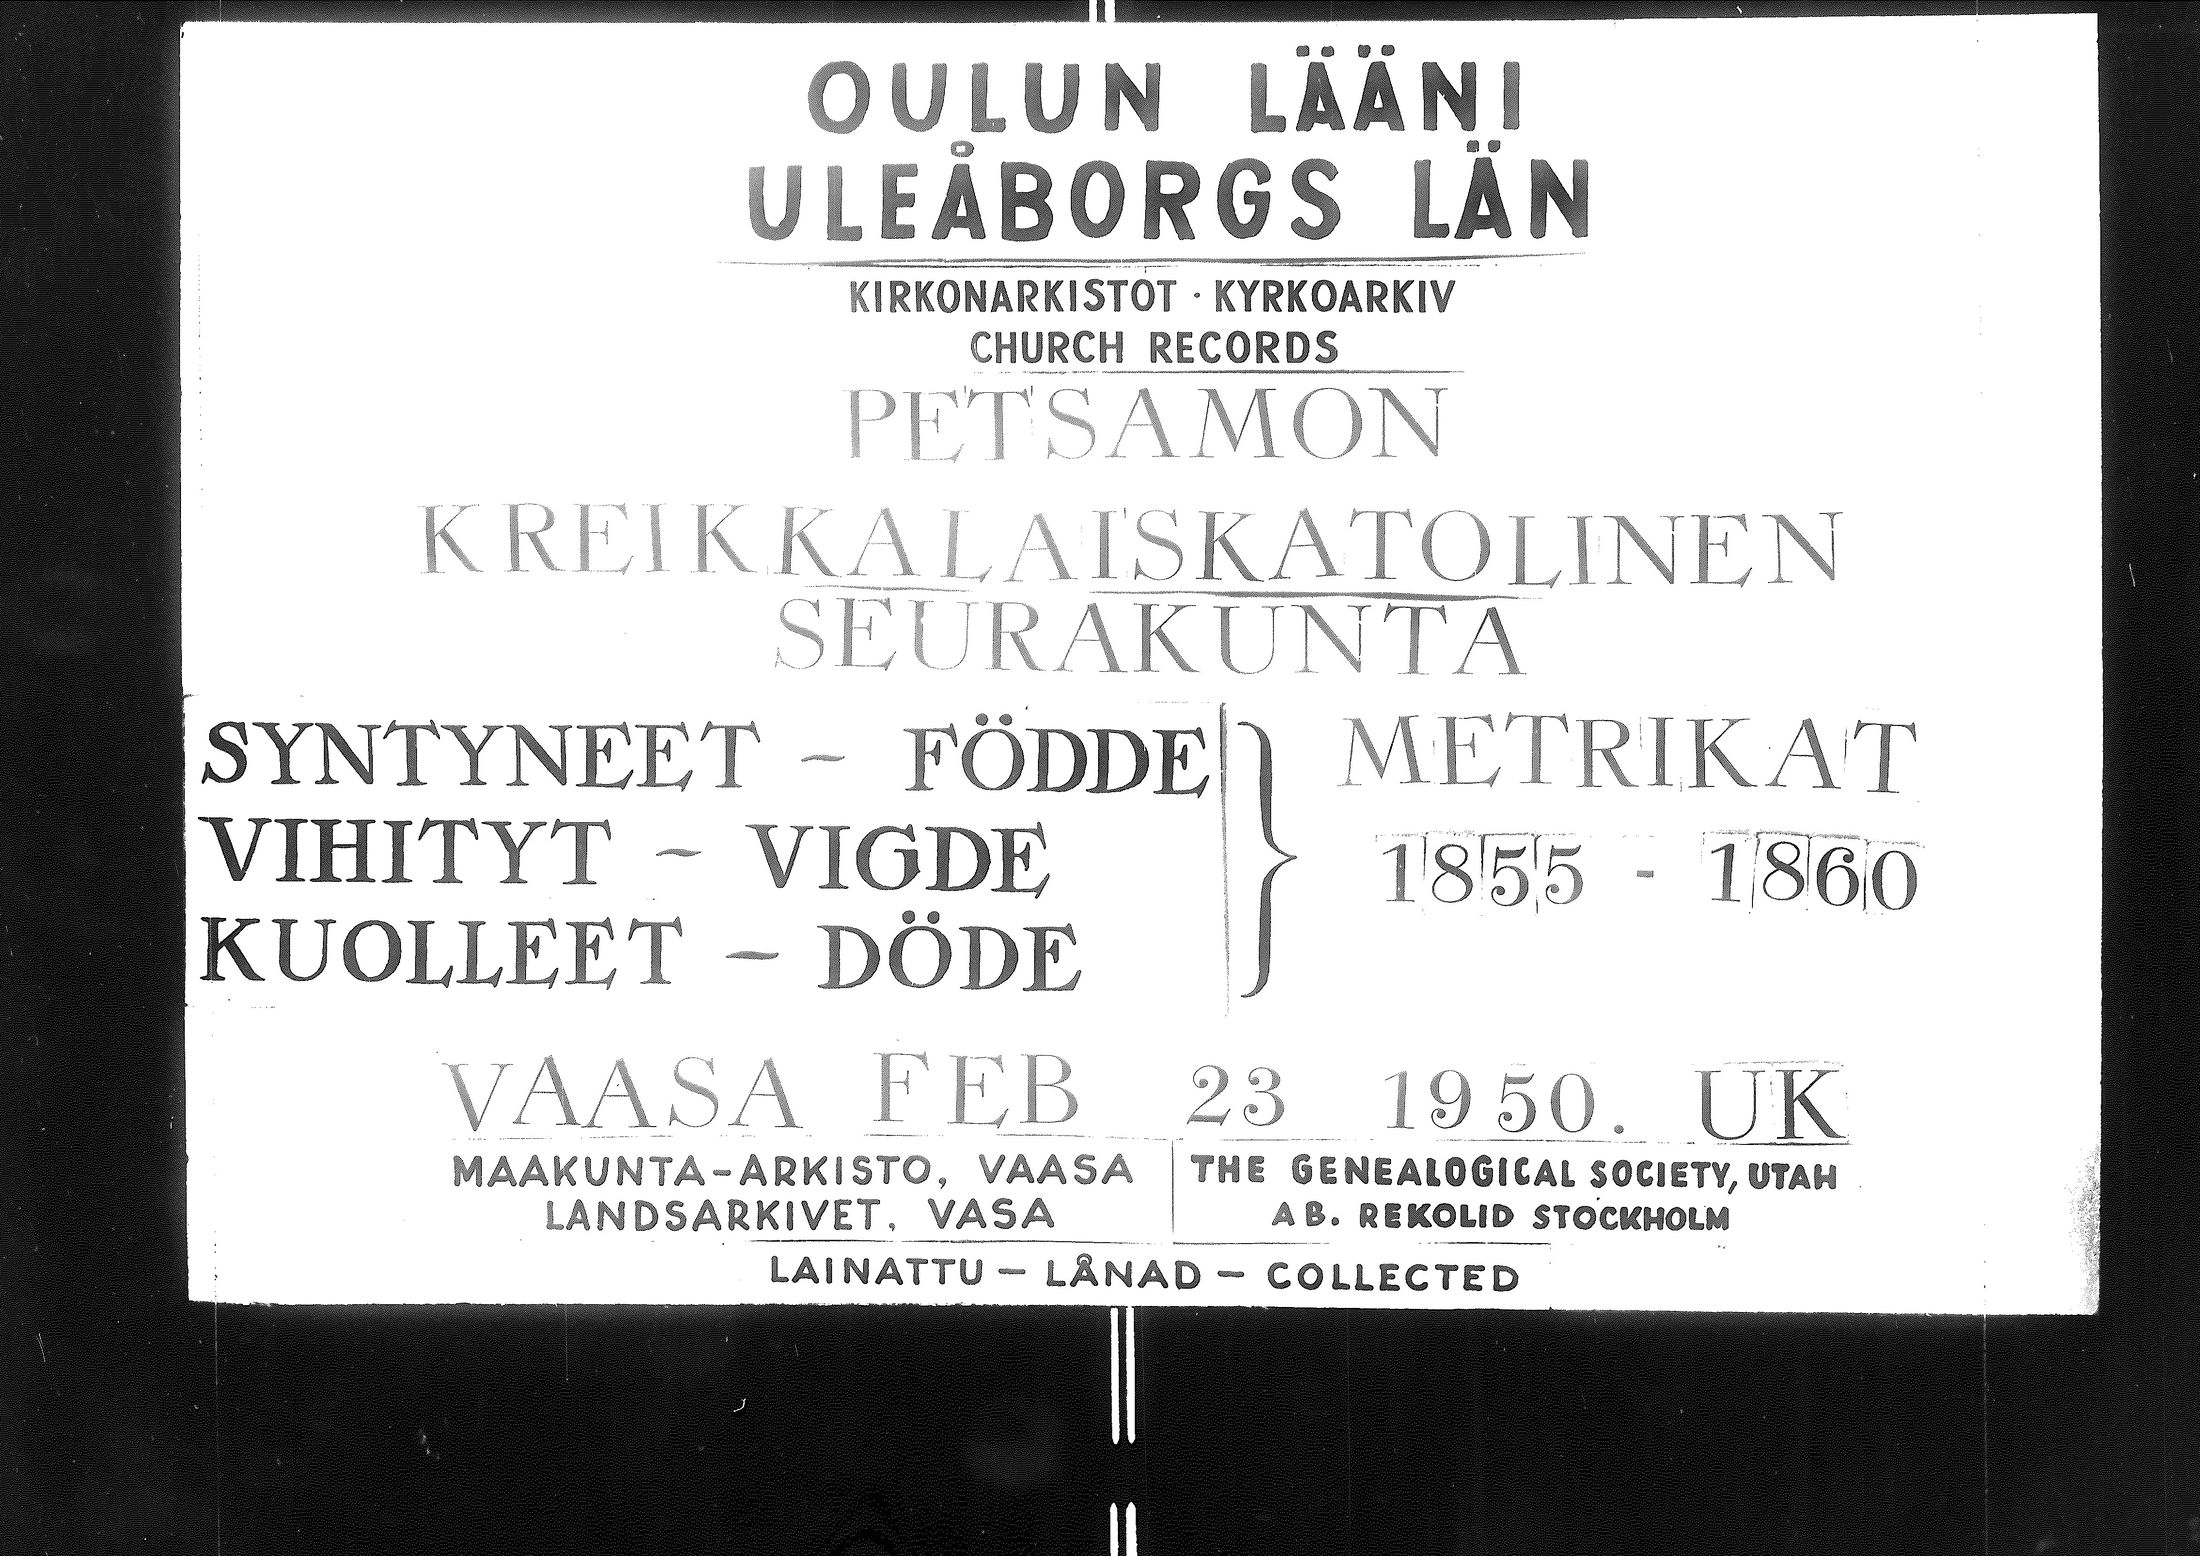 OULUN LÄÄNI
ULEÅBORGS LÄN
KIRKONARKISTOT · KYRKOARKIV
CHURCH RECORDS
PETSAMON
KREIKKALAISKATOLINEN
SEURAKUNTA
SYNTYNEET - FÖDDE
VIHITYT - VIGDE
KUOLLEET - DÖDE
} METRIKAT
1855 - 1860
VAASA FEB 23 1950. UK
MAAKUNTA-ARKISTO, VAASA
LANDSARKIVET, VASA
THE GENEALOGICAL SOCIETY, UTAH
AB. REKOLID STOCKHOLM
LAINATTU - LÅNAD - COLLECTED